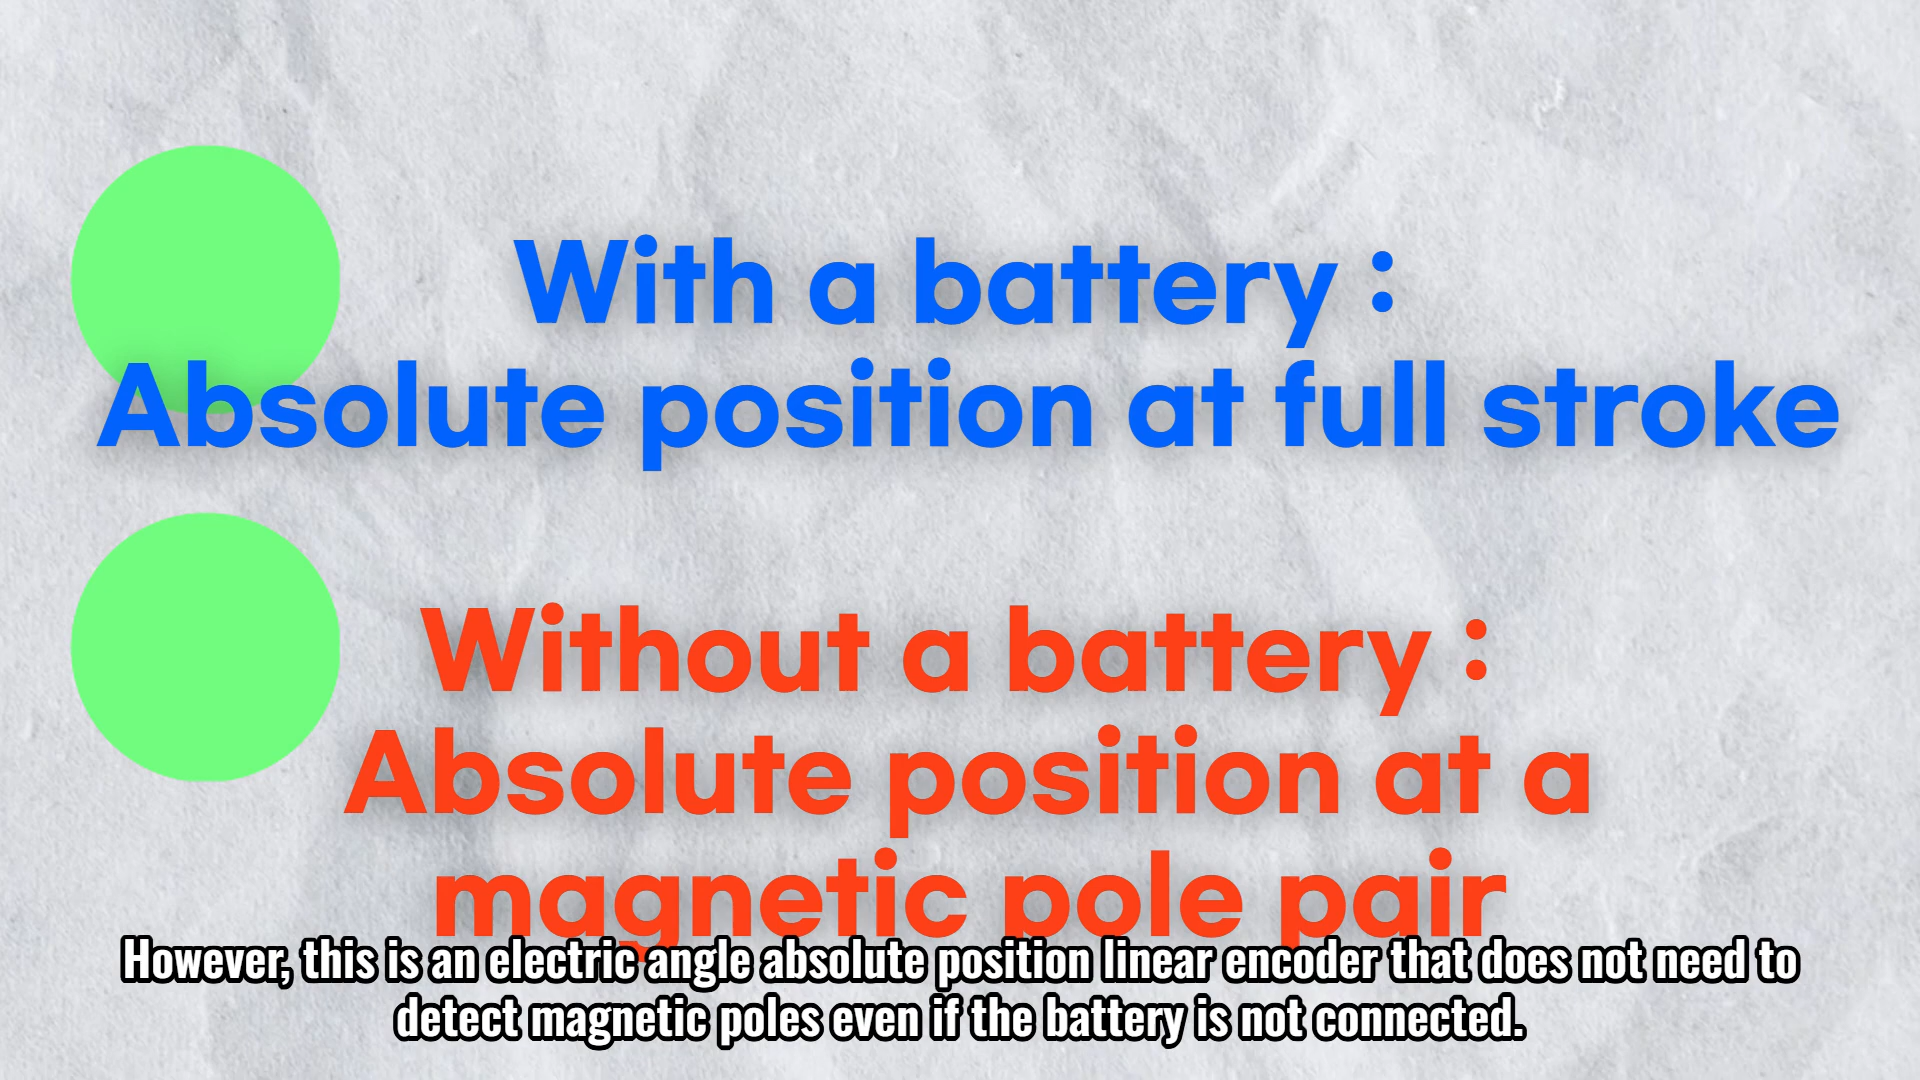 With a battery :
Absolute position at full stroke
Without a battery :
Absolute position at a
magnetic pole pair
However, this is an electric angle absolute position linear encoder that does not need to
detect magnetic poles even if the battery is not connected.